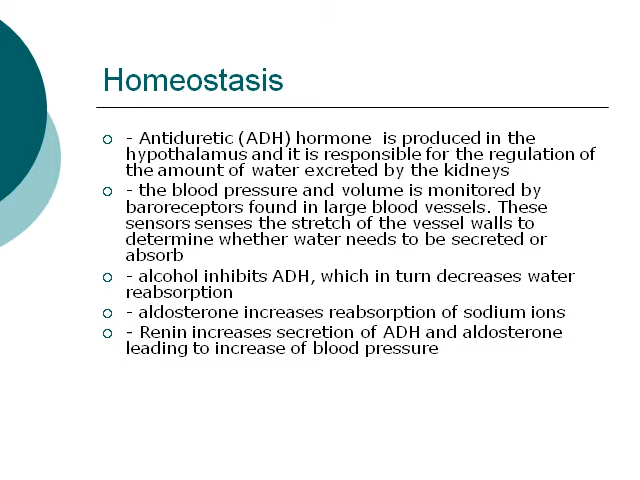 Homeostasis
- Antiduretic (ADH) hormone  is produced in the
hypothalamus and it is responsible for the regulation of
the amount of water excreted by the kidneys
- the blood pressure and volume is monitored by
baroreceptors found in large blood vessels. These
sensors senses the stretch of the vessel walls to
determine whether water needs to be secreted or
absorb
- alcohol inhibits ADH, which in turn decreases water
reabsorption
- aldosterone increases reabsorption of sodium ions
- Renin increases secretion of ADH and aldosterone
leading to increase of blood pressure